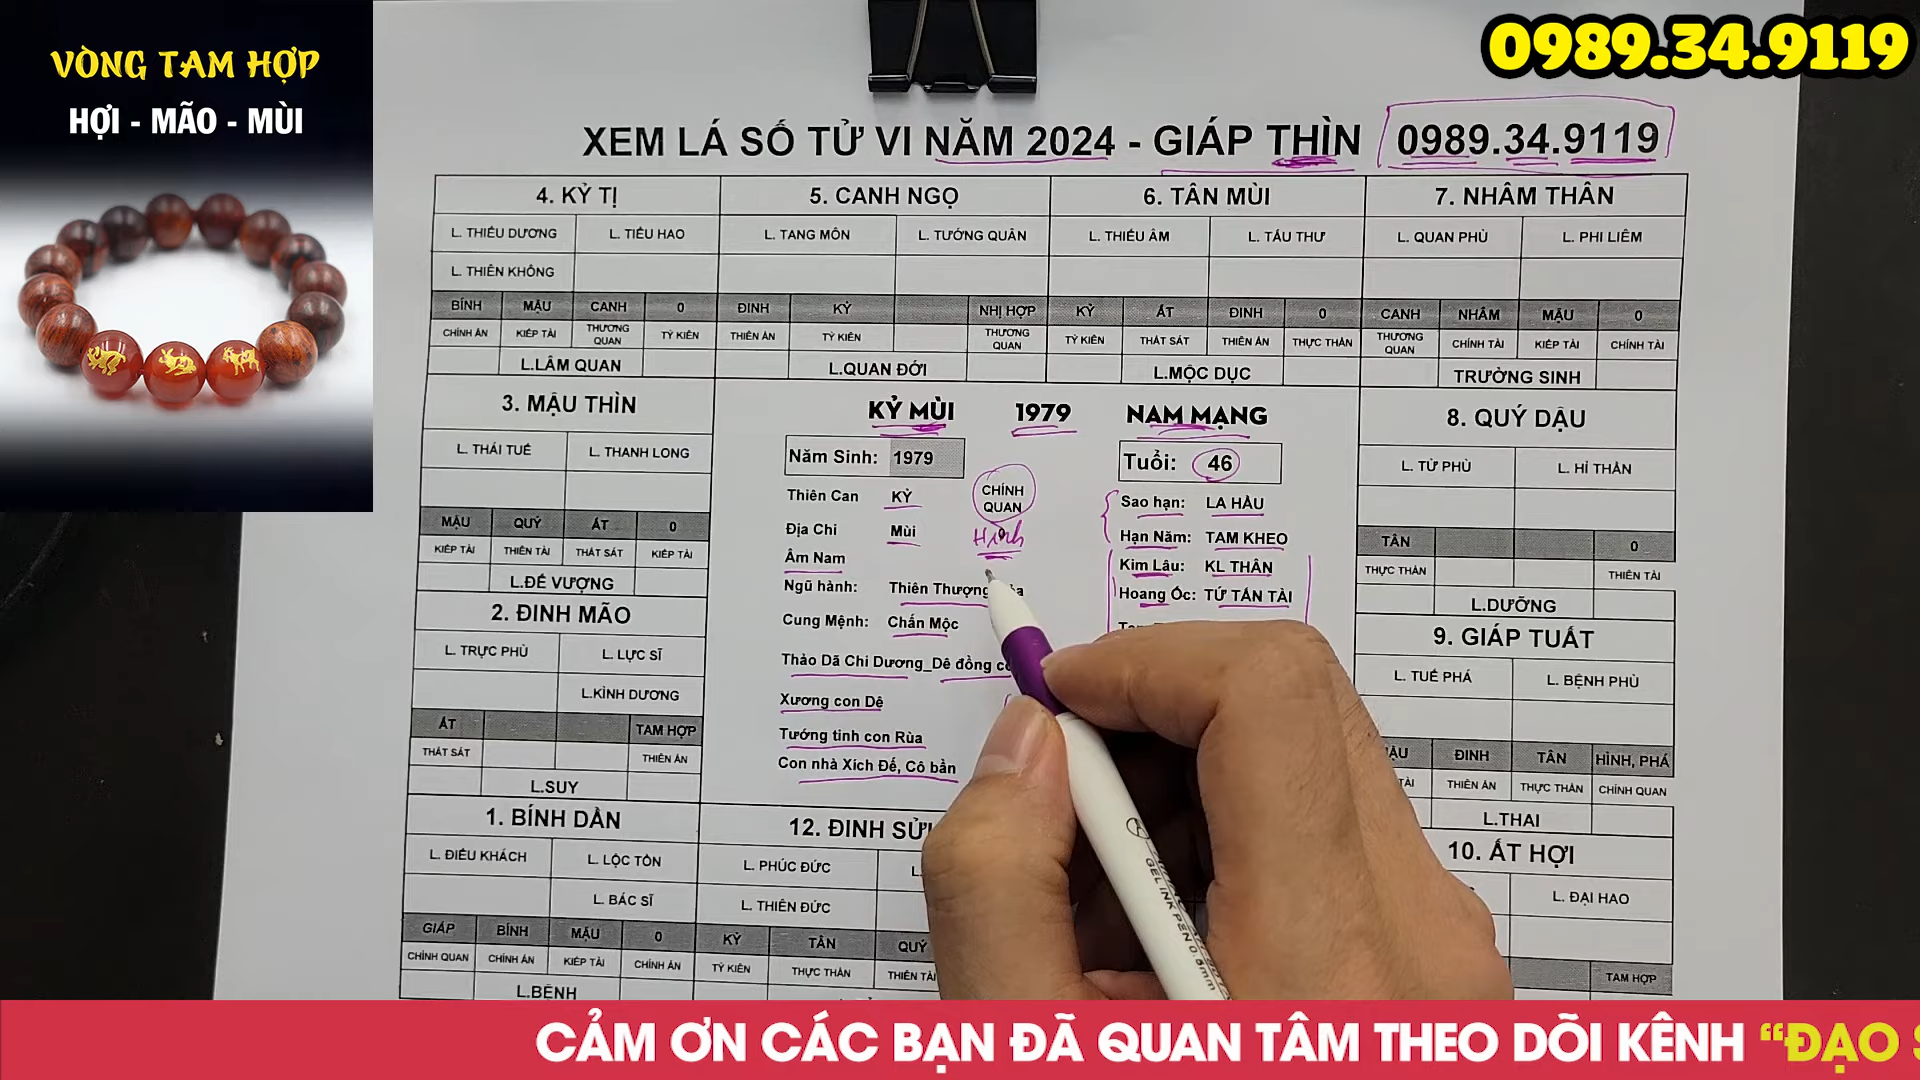 VÒNG TAM HỢP
HỢI - MÃO - MÙI
0989.34.9119
XEM LÁ SỐ TỬ VI NĂM 2024 - GIÁP THÌN 0989.34.9119
4. KỶ TỊ 5. CANH NGỌ 6. TÂN MÙI 7. NHÂM THÂN
L. THIẾU DƯƠNG L. TIỂU HAO L. TANG MÔN L. TƯỚNG QUÂN L. THIẾU ÂM L. TẤU THƯ L. QUAN PHÙ L. PHI LIÊM
L. THIÊN KHÔNG
BÍNH MẬU CANH 0 ĐINH KỶ NHỊ HỢP KỶ ẤT ĐINH 0 CANH NHÂM MẬU 0
CHÍNH ẤN KIẾP TÀI THƯƠNG QUAN TỶ KIÊN THIÊN ẤN TỶ KIÊN THƯƠNG QUAN TỶ KIÊN THẤT SÁT THIÊN ẤN THỰC THẦN THƯƠNG QUAN CHÍNH TÀI KIẾP TÀI CHÍNH TÀI
L.LÂM QUAN L.QUAN ĐỚI L.MỘC DỤC TRƯỜNG SINH
3. MẬU THÌN
L. THÁI TUẾ L. THANH LONG
MẬU QUÝ ẤT 0
KIẾP TÀI THIÊN TÀI THẤT SÁT KIẾP TÀI
L.ĐẾ VƯỢNG
2. ĐINH MÃO
L. TRỰC PHÙ L. LỰC SĨ
L.KÌNH DƯƠNG
ẤT TAM HỢP
THẤT SÁT THIÊN ẤN
L.SUY
KỶ MÙI 1979 NAM MẠNG
Năm Sinh: 1979 Tuổi: 46
Thiên Can KỶ CHÍNH QUAN Sao hạn: LA HẦU
Địa Chi Mùi Hình Hạn Năm: TAM KHEO
Âm Nam Kim Lâu: KL THÂN
Ngũ hành: Thiên Thượng Hoang Ốc: TỨ TẤN TÀI
Cung Mệnh: Chấn Mộc
Thảo Dã Chi Dương_Dê đồng
Xương con Dê
Tướng tinh con Rùa
Con nhà Xích Đế, Cô bần
8. QUÝ DẬU
L. TỬ PHÙ L. HỈ THẦN
TÂN 0
THỰC THẦN THIÊN TÀI
L.DƯỠNG
9. GIÁP TUẤT
L. TUẾ PHÁ L. BỆNH PHÙ
ĐINH TÂN HÌNH, PHÁ
THIÊN ẤN THỰC THẦN CHÍNH QUAN
L.THAI
1. BÍNH DẦN 12. ĐINH SỬU 10. ẤT HỢI
L. ĐIẾU KHÁCH L. LỘC TỒN L. PHÚC ĐỨC L. ĐẠI HAO
L. BÁC SĨ L. THIÊN ĐỨC
GIÁP BÍNH MẬU 0 KỶ TÂN QUÝ TAM HỢP
CHÍNH QUAN CHÍNH ẤN KIẾP TÀI CHÍNH ẤN TỶ KIÊN THỰC THẦN THIÊN TÀI
L.BỆNH
GEL INK PEN 0.5mm
CẢM ƠN CÁC BẠN ĐÃ QUAN TÂM THEO DÕI KÊNH “ĐẠO